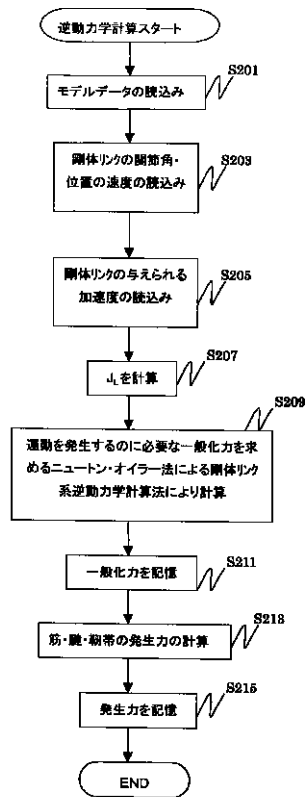 逆動力学計算スタート
S201
モデルデータの読込み
S203
剛体リンクの関節角・
位置の速度の読込み
S205
剛体リンクの与えられる
加速度の読込み
S207
JLを計算
S209
運動を発生するのに必要な一般化力を求
めるニュートン・オイラー法による剛体リンク
系逆動力学計算法により計算
S211
一般化力を記憶
S213
筋・腱・靭帯の発生力の計算
S215
発生力を記憶
END